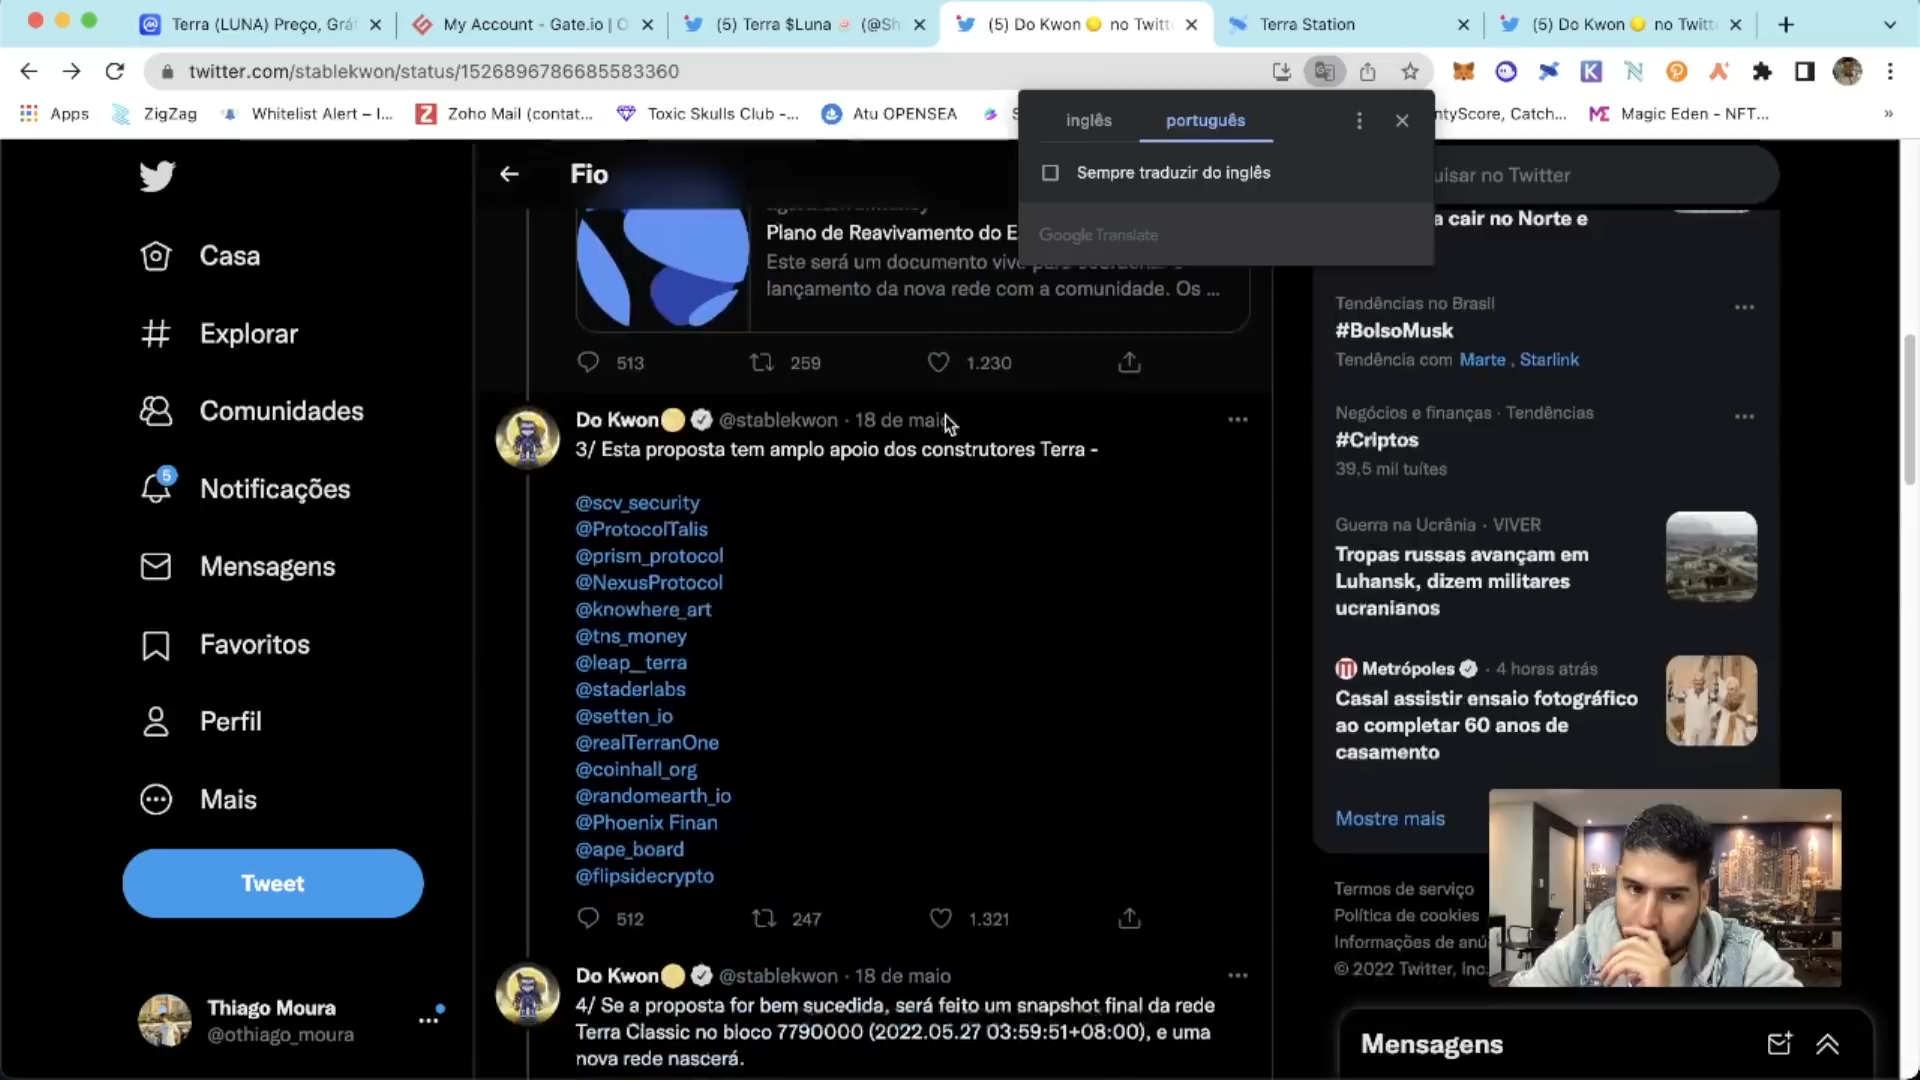 Terra (LUNA) Preço, Grá
My Account - Gate.io | O
(5) Terra $Luna (@Sh
(5) Do Kwon no Twitt
Terra Station
(5) Do Kwon no Twitt
twitter.com/stablekwon/status/1526896786685583360
Apps
ZigZag
Whitelist Alert – I...
Zoho Mail (contat...
Toxic Skulls Club -...
Atu OPENSEA
ntyScore, Catch...
Magic Eden - NFT...
inglês
português
Sempre traduzir do inglês
Google Translate
Casa
Explorar
Comunidades
5
Notificações
Mensagens
Favoritos
Perfil
Mais
Tweet
Thiago Moura
@othiago_moura
Fio
Plano de Reavivamento do E
Este será um documento vivo para coordenar o
lançamento da nova rede com a comunidade. Os ...
513
259
1.230
Do Kwon @stablekwon · 18 de maio
3/ Esta proposta tem amplo apoio dos construtores Terra -
@scv_security
@ProtocolTalis
@prism_protocol
@NexusProtocol
@knowhere_art
@tns_money
@leap__terra
@staderlabs
@setten_io
@realTerranOne
@coinhall_org
@randomearth_io
@Phoenix Finan
@ape_board
@flipsidecrypto
512
247
1.321
Do Kwon @stablekwon · 18 de maio
4/ Se a proposta for bem sucedida, será feito um snapshot final da rede
Terra Classic no bloco 7790000 (2022.05.27 03:59:51+08:00), e uma
nova rede nascerá.
uisar no Twitter
a cair no Norte e
Tendências no Brasil
#BolsoMusk
Tendência com Marte , Starlink
Negócios e finanças · Tendências
#Criptos
39,5 mil tuítes
Guerra na Ucrânia · VIVER
Tropas russas avançam em
Luhansk, dizem militares
ucranianos
Metrópoles · 4 horas atrás
Casal assistir ensaio fotográfico
ao completar 60 anos de
casamento
Mostre mais
Termos de serviço
Política de cookies
Informações de anú
© 2022 Twitter, Inc.
Mensagens